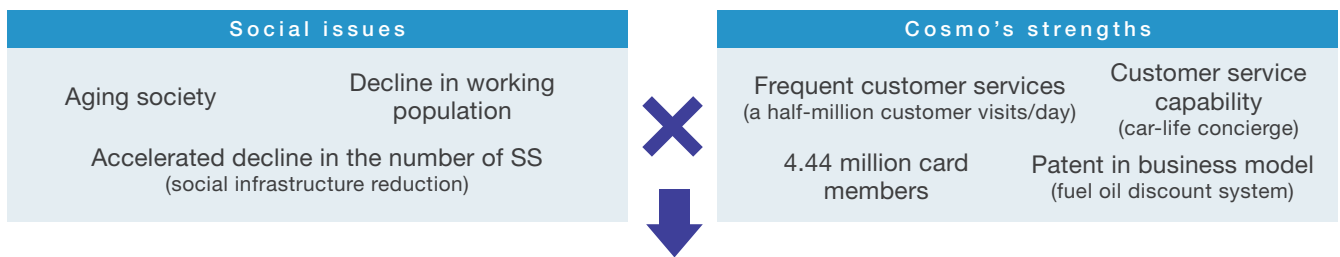 Social issues
Aging society
Decline in working
population
Accelerated decline in the number of SS
(social infrastructure reduction)
Cosmo's strengths
Frequent customer services
(a half-million customer visits/day)
Customer service
capability
(car-life concierge)
4.44 million card
members
Patent in business model
(fuel oil discount system)